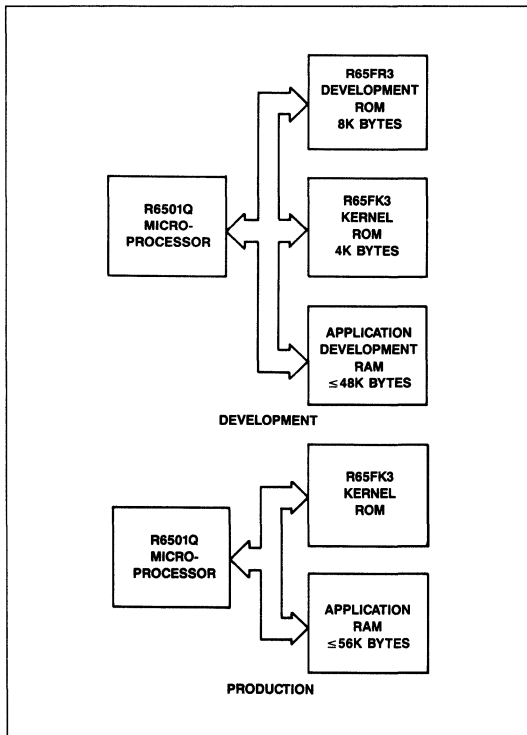 R65FR3
DEVELOPMENT
ROM
8K BYTES
R6501Q
MICRO-
PROCESSOR
R65FK3
KERNEL
ROM
4K BYTES
APPLICATION
DEVELOPMENT
RAM
≤48K BYTES
DEVELOPMENT
R65FK3
KERNEL
ROM
R6501Q
MICRO-
PROCESSOR
APPLICATION
RAM
≤56K BYTES
PRODUCTION